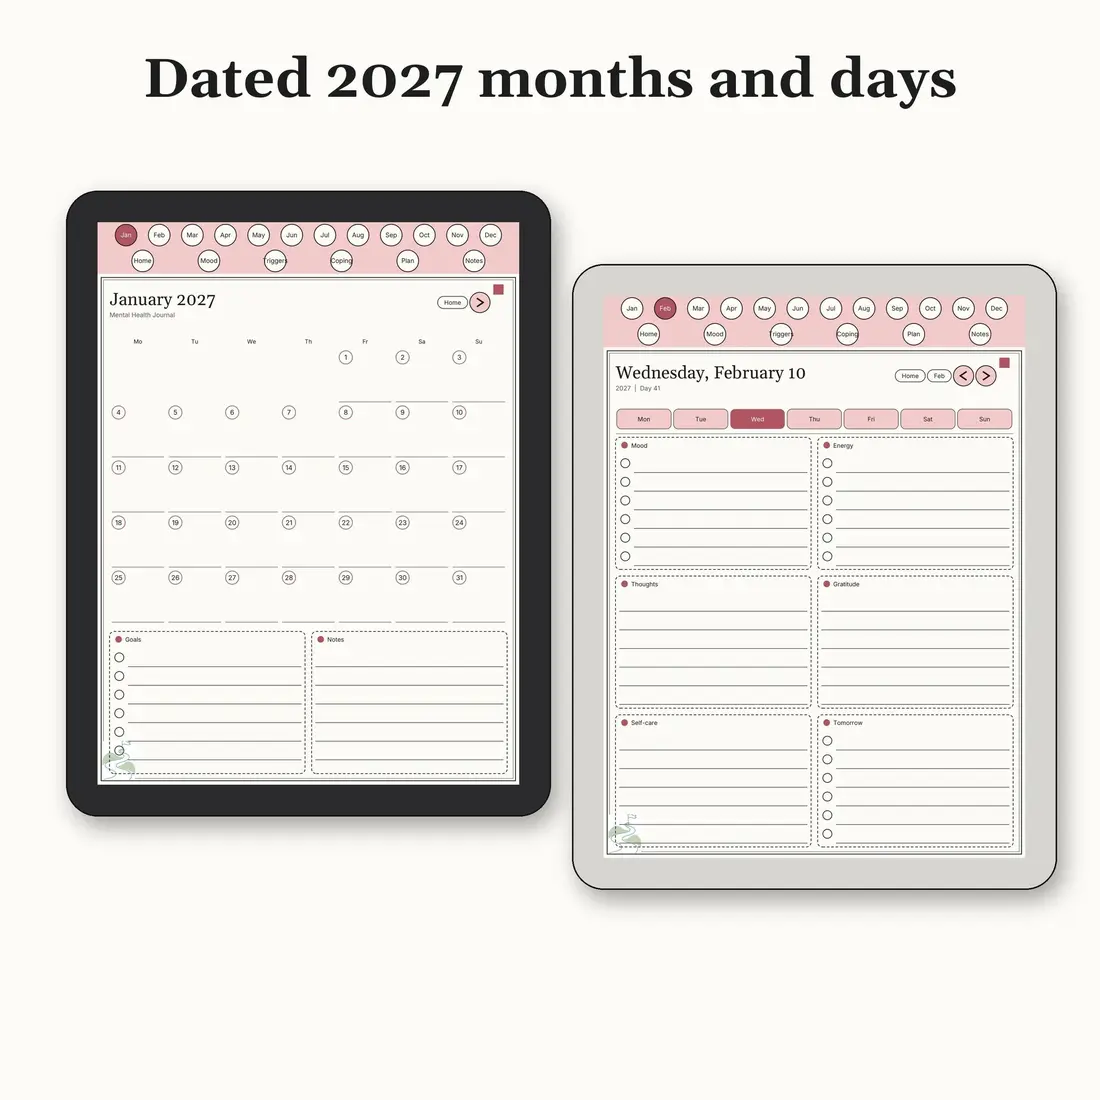 Dated 2027 months and days
Jan Feb Mar Apr May Jun Jul Aug Sep Oct Nov Dec
Home Mood Triggers Coping Plan Notes
January 2027
Home >
Mental Health Journal
Mo Tu We Th Fr Sa Su
1 2 3
4 5 6 7 8 9 10
11 12 13 14 15 16 17
18 19 20 21 22 23 24
25 26 27 28 29 30 31
Goals Notes
Jan Feb Mar Apr May Jun Jul Aug Sep Oct Nov Dec
Home Mood Triggers Coping Plan Notes
Wednesday, February 10
Home Feb < >
2027 | Day 41
Mon Tue Wed Thu Fri Sat Sun
Mood Energy
Thoughts Gratitude
Self-care Tomorrow